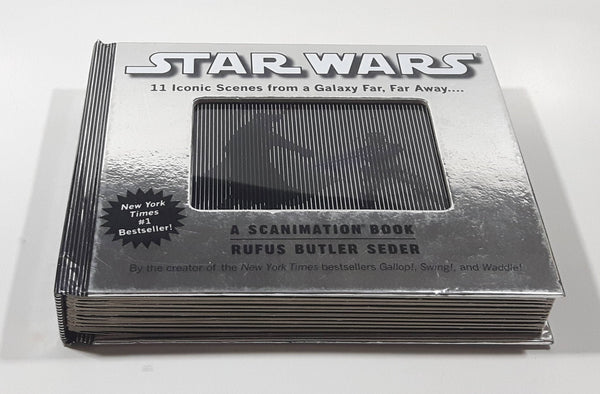 STAR WARS®
11 Iconic Scenes from a Galaxy Far, Far Away....
New York
Times
#1
Bestseller!
A SCANIMATION® BOOK
RUFUS BUTLER SEDER
By the creator of the New York Times bestsellers Gallop!, Swing!, and Waddle!